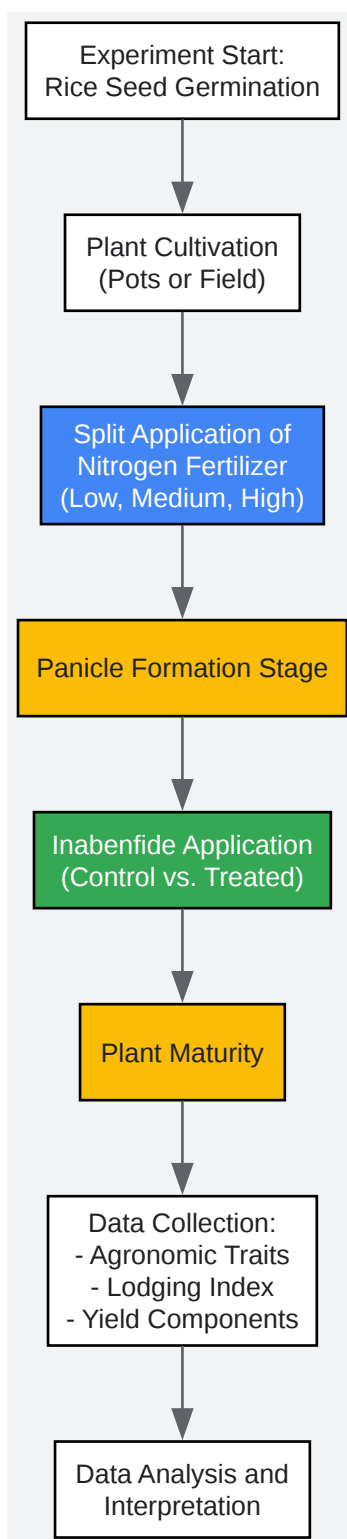 Experiment Start:
Rice Seed Germination
Plant Cultivation
(Pots or Field)
Split Application of
Nitrogen Fertilizer
(Low, Medium, High)
Panicle Formation Stage
Inabenfide Application
(Control vs. Treated)
Plant Maturity
Data Collection:
- Agronomic Traits
- Lodging Index
- Yield Components
Data Analysis and
Interpretation